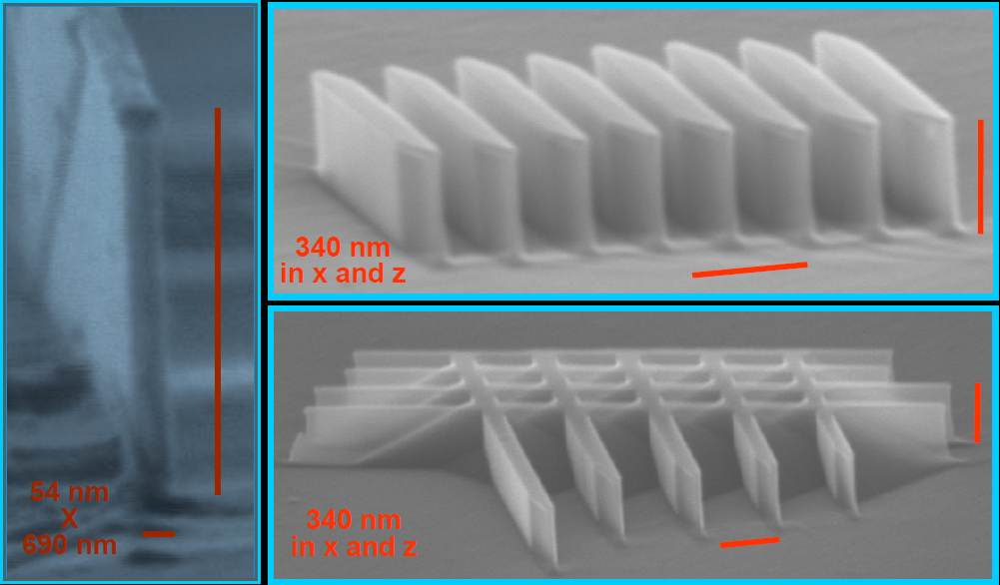 54 nm
X
690 nm
340 nm
in x and z
340 nm
in x and z